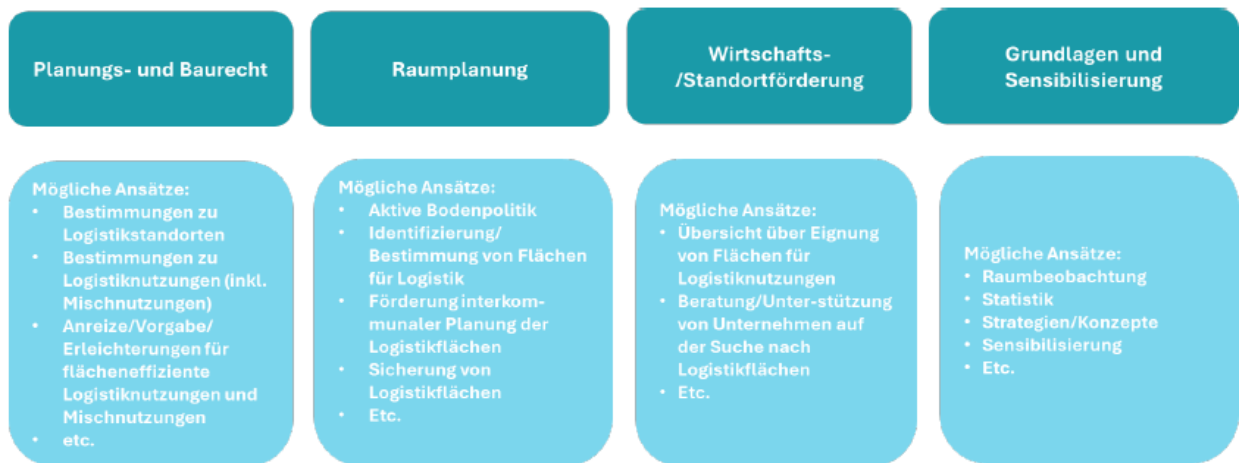 Planungs- und Baurecht
Raumplanung
Wirtschafts-
/Standortförderung
Grundlagen und
Sensibilisierung
Mögliche Ansätze:
• Bestimmungen zu
Logistikstandorten
• Bestimmungen zu
Logistiknutzungen (inkl.
Mischnutzungen)
• Anreize/Vorgabe/
Erleichterungen für
flächeneffiziente
Logistiknutzungen und
Mischnutzungen
• etc.
Mögliche Ansätze:
• Aktive Bodenpolitik
• Identifizierung/
Bestimmung von Flächen
für Logistik
• Förderung interkom-
munaler Planung der
Logistikflächen
• Sicherung von
Logistikflächen
• Etc.
Mögliche Ansätze:
• Übersicht über Eignung
von Flächen für
Logistiknutzungen
• Beratung/Unter-stützung
von Unternehmen auf
der Suche nach
Logistikflächen
• Etc.
Mögliche Ansätze:
• Raumbeobachtung
• Statistik
• Strategien/Konzepte
• Sensibilisierung
• Etc.